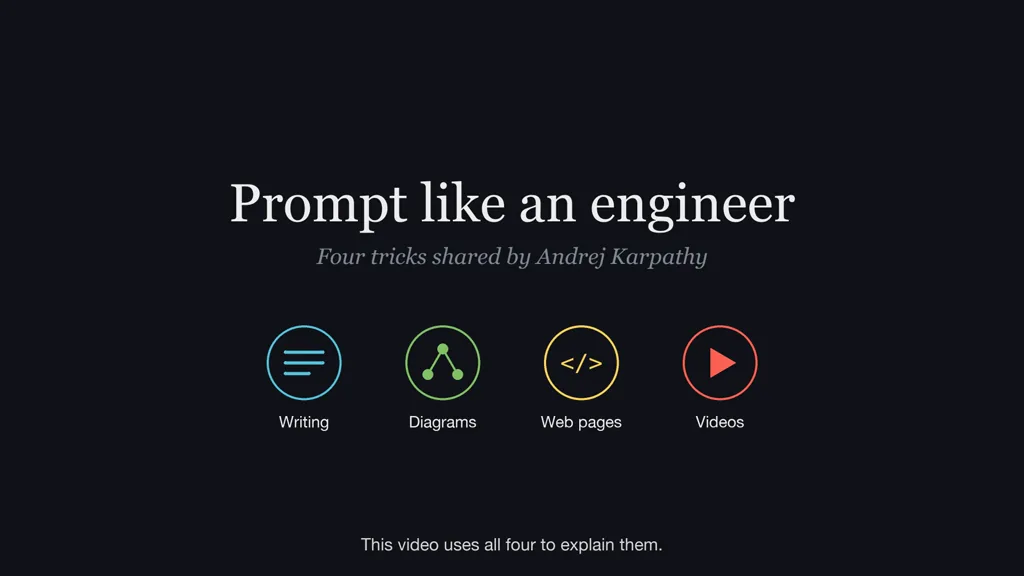 Prompt like an engineer
Four tricks shared by Andrej Karpathy
</>
Writing
Diagrams
Web pages
Videos
This video uses all four to explain them.